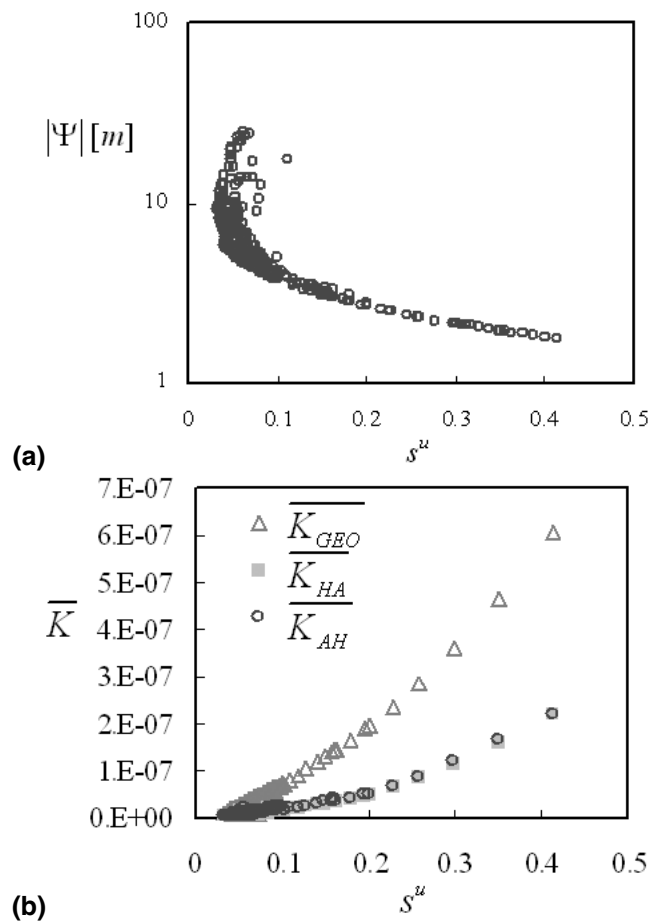 100
|Ψ| [m]
10
1
0 0.1 0.2 0.3 0.4 0.5
s^u
(a)
7.E-07
6.E-07
5.E-07
4.E-07
3.E-07
2.E-07
1.E-07
0.E+00
K̅
K_GEO
K_HA
K_AH
0 0.1 0.2 0.3 0.4 0.5
s^u
(b)